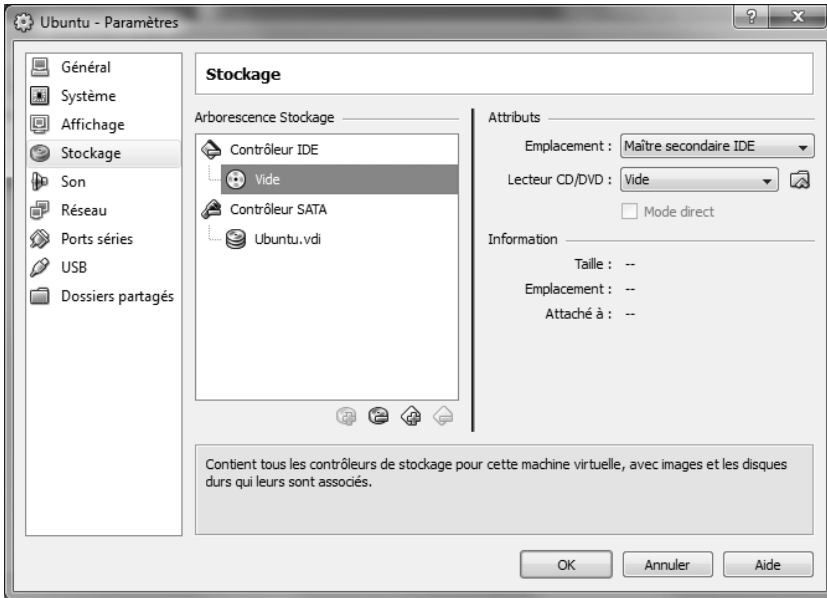 Ubuntu - Paramètres
Général
Système
Affichage
Stockage
Son
Réseau
Ports séries
USB
Dossiers partagés
Stockage
Arborescence Stockage
Contrôleur IDE
Vide
Contrôleur SATA
Ubuntu.vdi
Attributs
Emplacement : Maître secondaire IDE
Lecteur CD/DVD : Vide
Mode direct
Information
Taille : --
Emplacement : --
Attaché à : --
Contient tous les contrôleurs de stockage pour cette machine virtuelle, avec images et les disques
durs qui leurs sont associés.
OK Annuler Aide